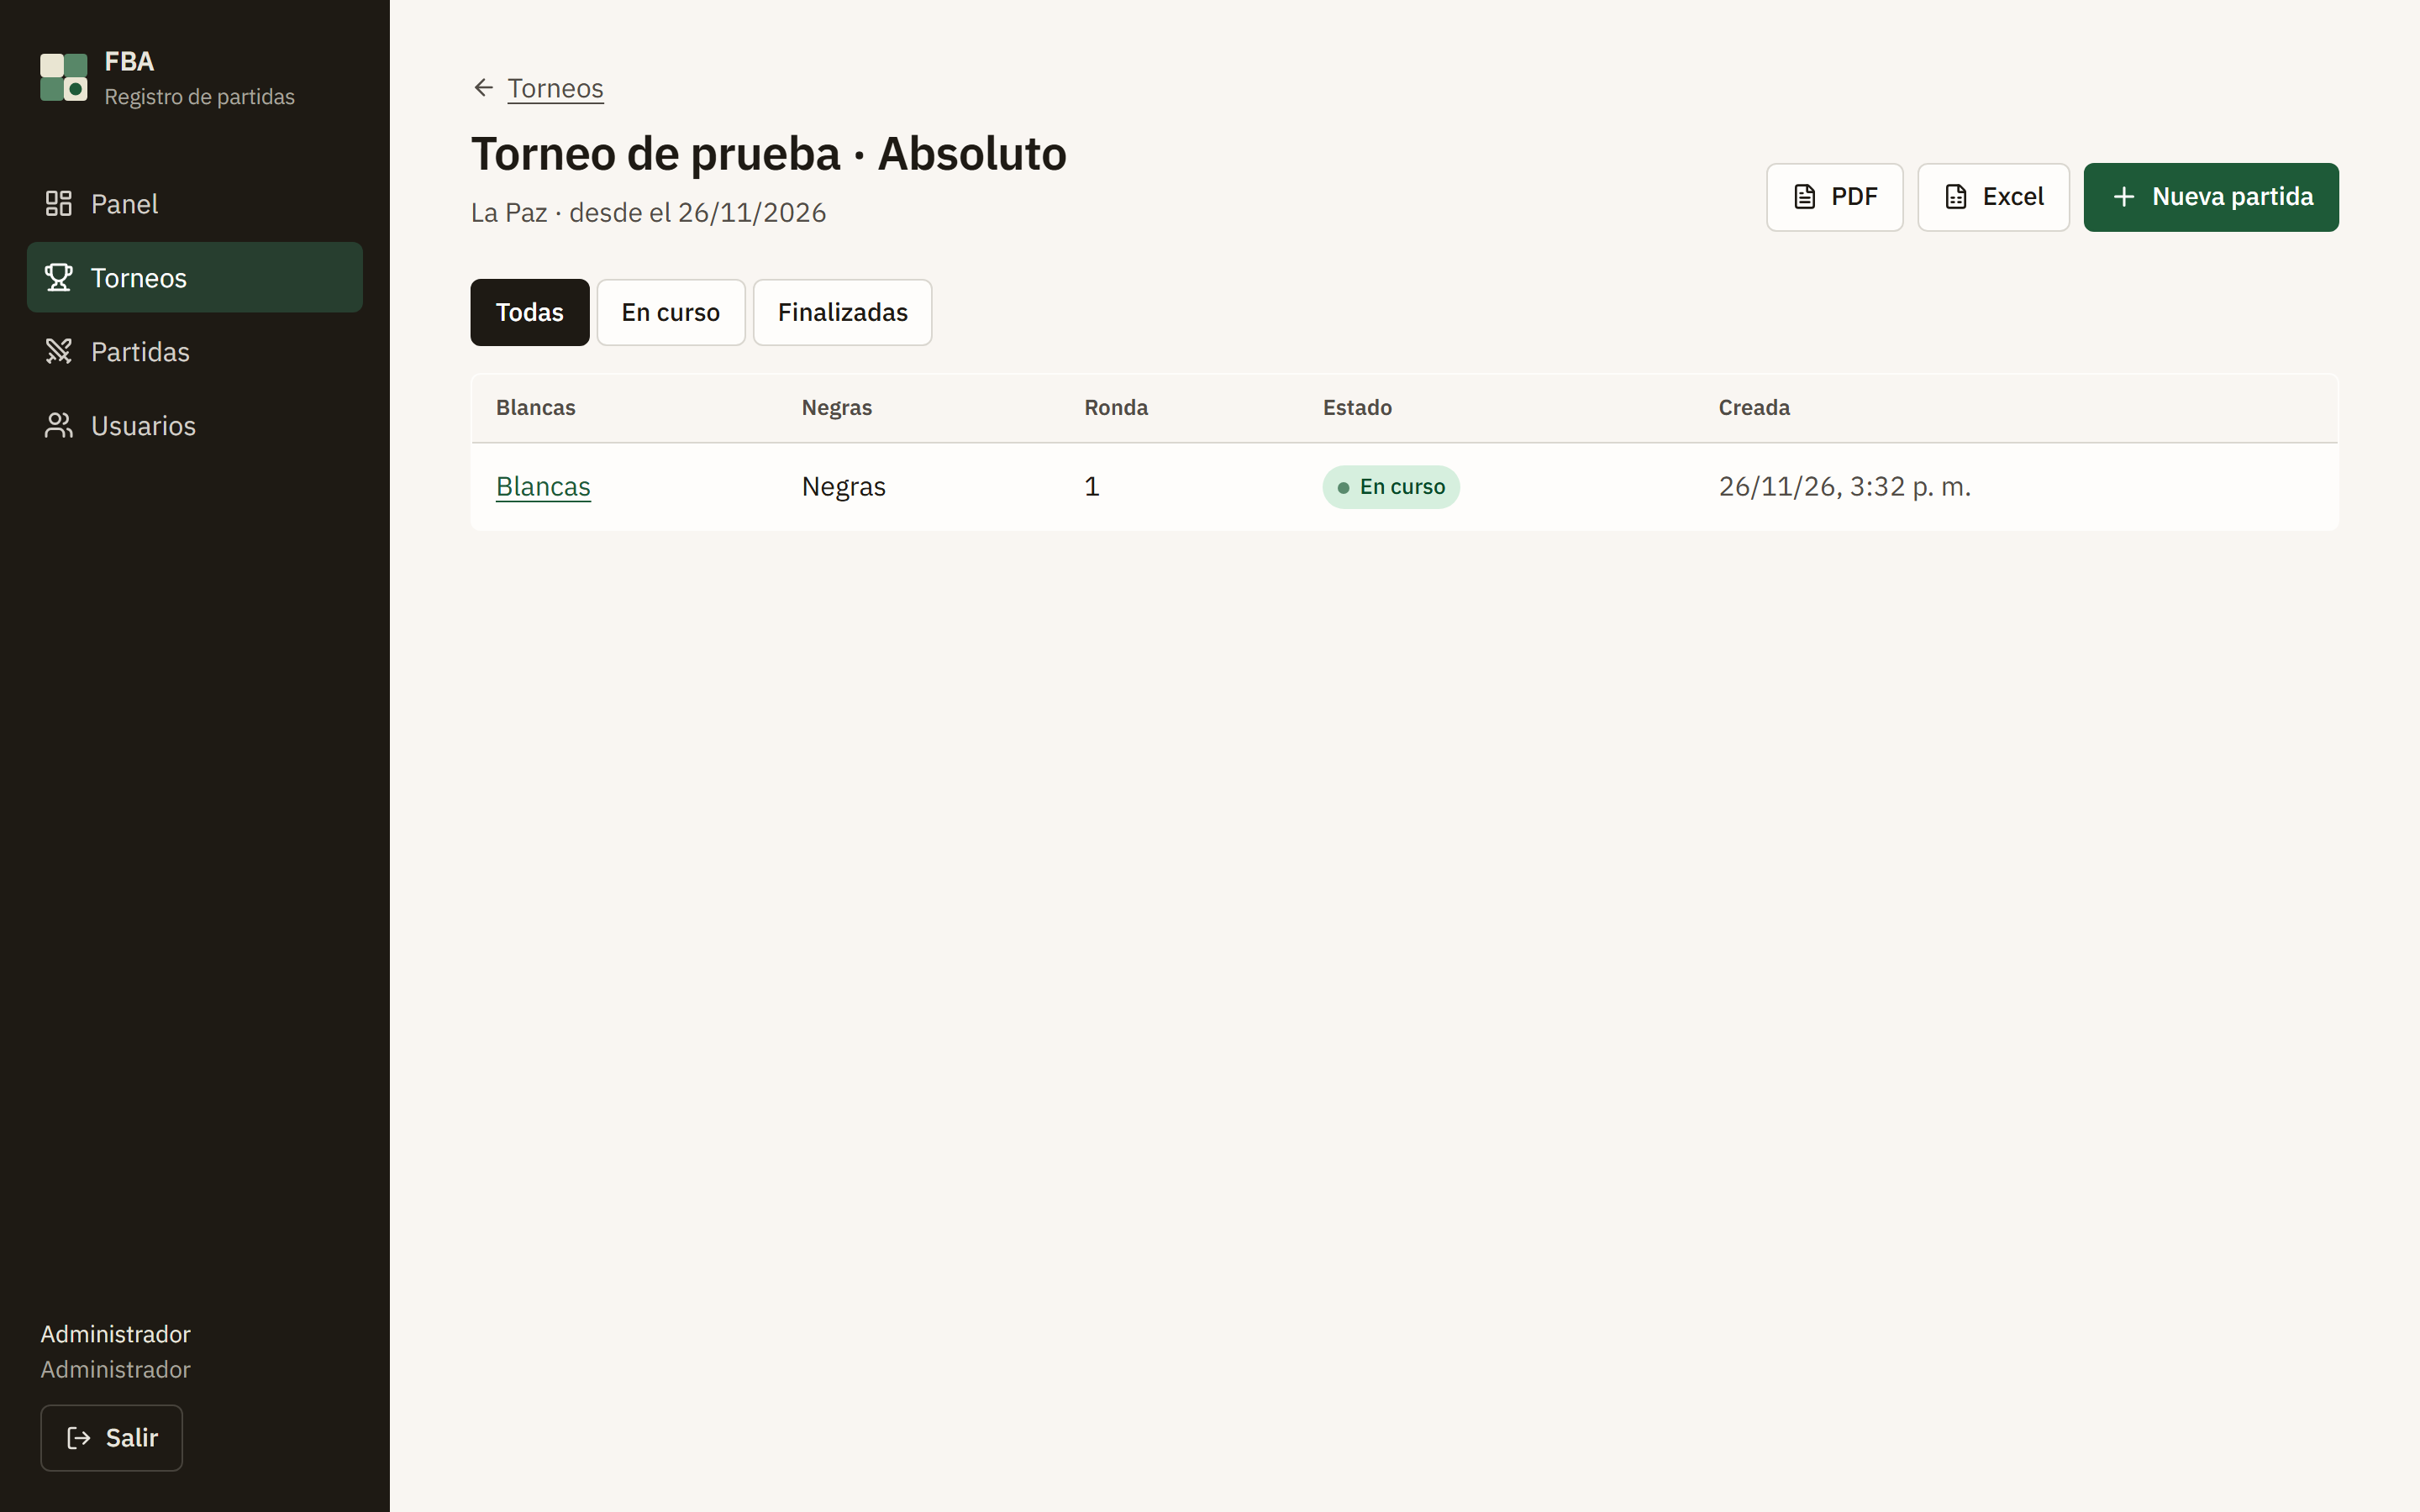 FBA
Registro de partidas
Panel
Torneos
Partidas
Usuarios
Administrador
Administrador
Salir
Torneos
Torneo de prueba · Absoluto
La Paz · desde el 26/11/2026
PDF
Excel
Nueva partida
Todas
En curso
Finalizadas
Blancas Negras Ronda Estado Creada
Blancas Negras 1 En curso 26/11/26, 3:32 p. m.